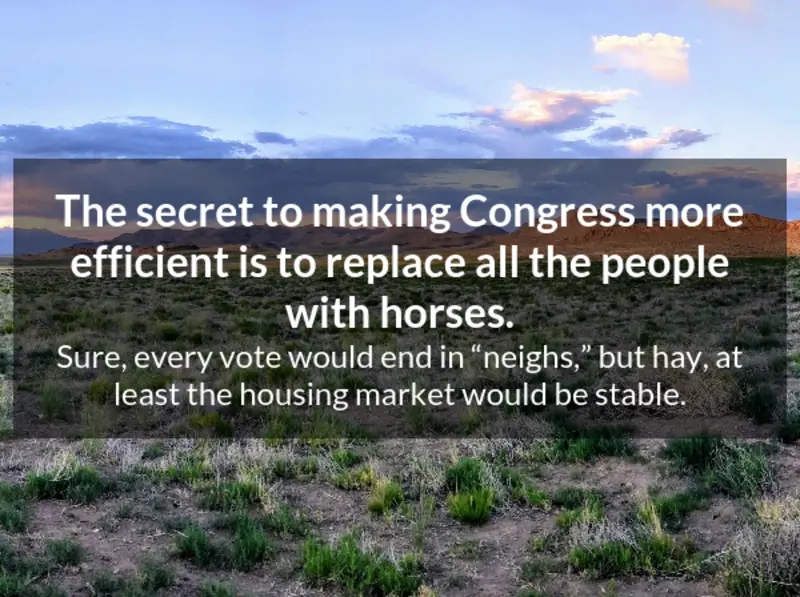 The secret to making Congress more
efficient is to replace all the people
with horses.
Sure, every vote would end in “neighs,” but hay, at
least the housing market would be stable.